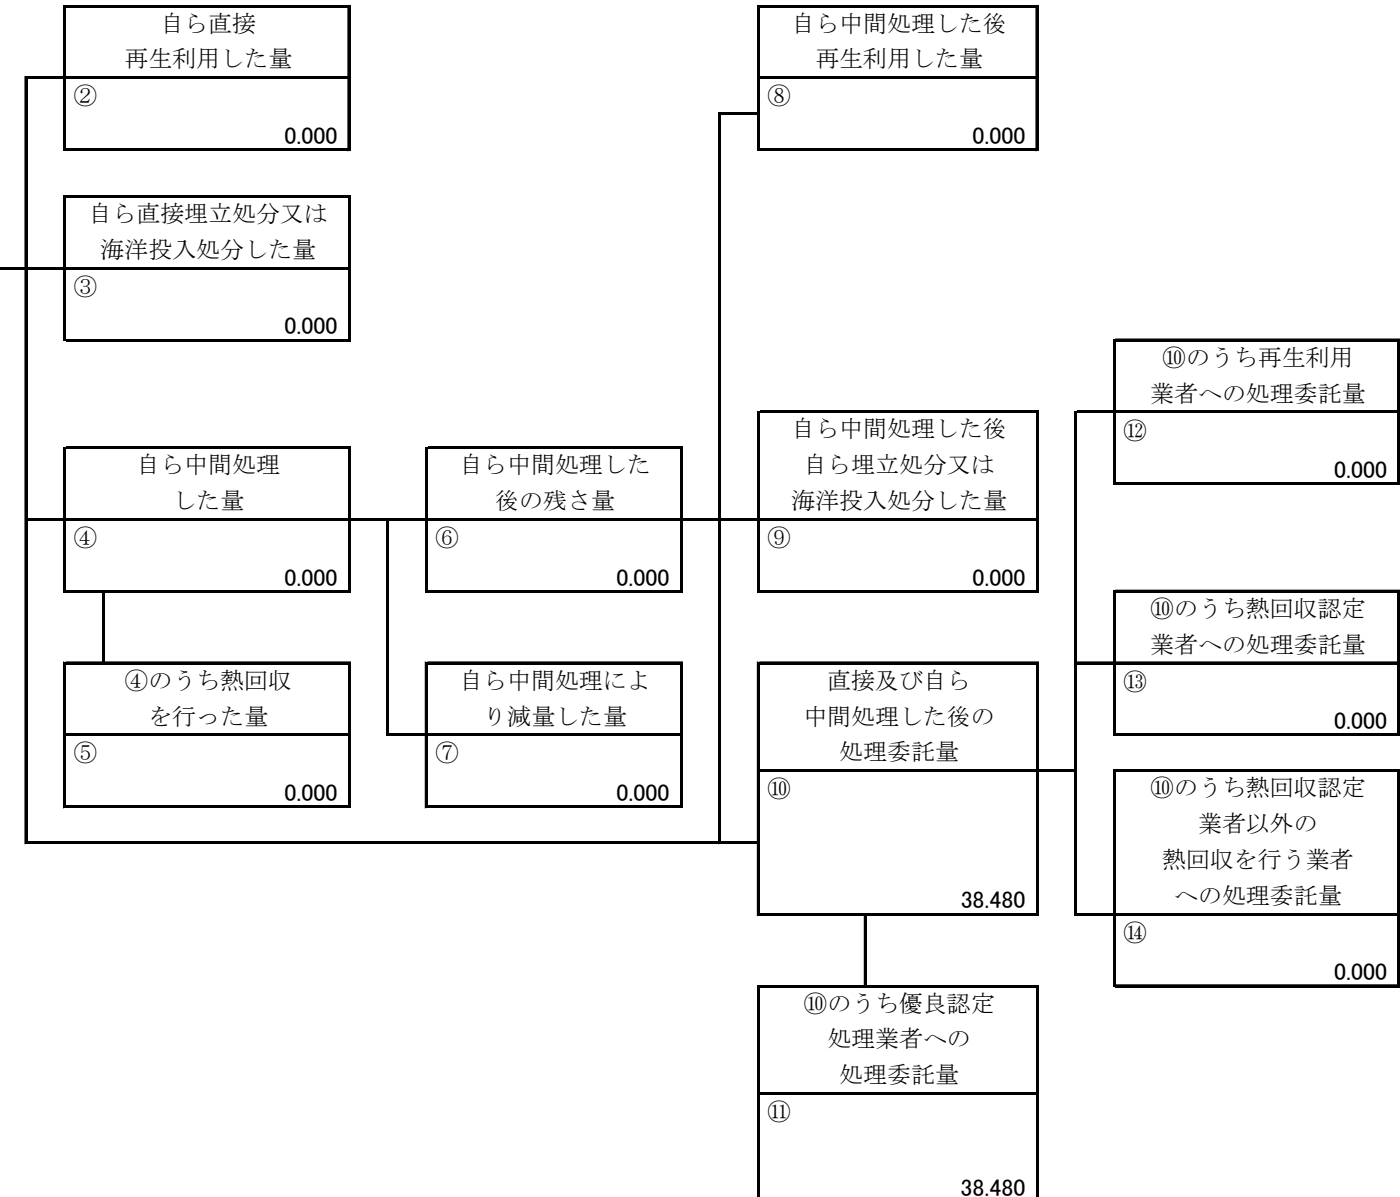 自ら直接
再生利用した量
②
0.000
自ら中間処理した後
再生利用した量
⑧
0.000
自ら直接埋立処分又は
海洋投入処分した量
③
0.000
⑩のうち再生利用
業者への処理委託量
⑫
0.000
自ら中間処理
した量
④
0.000
自ら中間処理した
後の残さ量
⑥
0.000
自ら中間処理した後
自ら埋立処分又は
海洋投入処分した量
⑨
0.000
⑩のうち熱回収認定
業者への処理委託量
⑬
0.000
④のうち熱回収
を行った量
⑤
0.000
自ら中間処理によ
り減量した量
⑦
0.000
直接及び自ら
中間処理した後の
処理委託量
⑩
38.480
⑩のうち熱回収認定
業者以外の
熱回収を行う業者
への処理委託量
⑭
0.000
⑩のうち優良認定
処理業者への
処理委託量
⑪
38.480